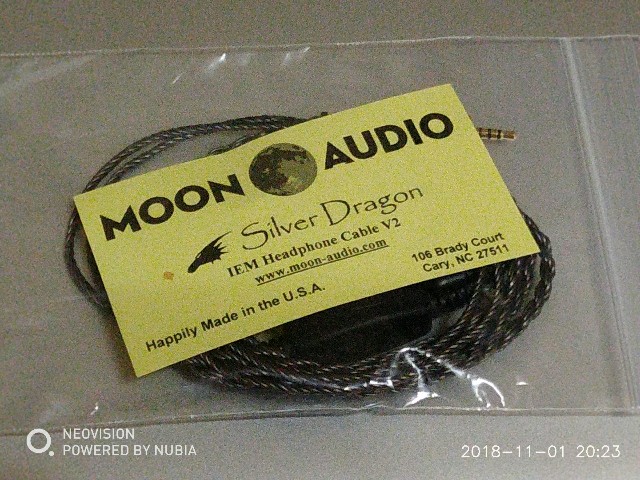 MOON AUDIO
Silver Dragon
IEM Headphone Cable V2
www.moon-audio.com
106 Brady Court
Cary, NC 27511
Happily Made in the U.S.A.
NEOVISION
POWERED BY NUBIA
2018-11-01 20:23